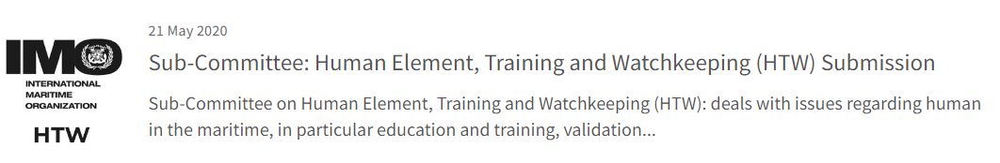 21 May 2020
IMO
INTERNATIONAL
MARITIME
ORGANIZATION
HTW
Sub-Committee: Human Element, Training and Watchkeeping (HTW) Submission
Sub-Committee on Human Element, Training and Watchkeeping (HTW): deals with issues regarding human
in the maritime, in particular education and training, validation...